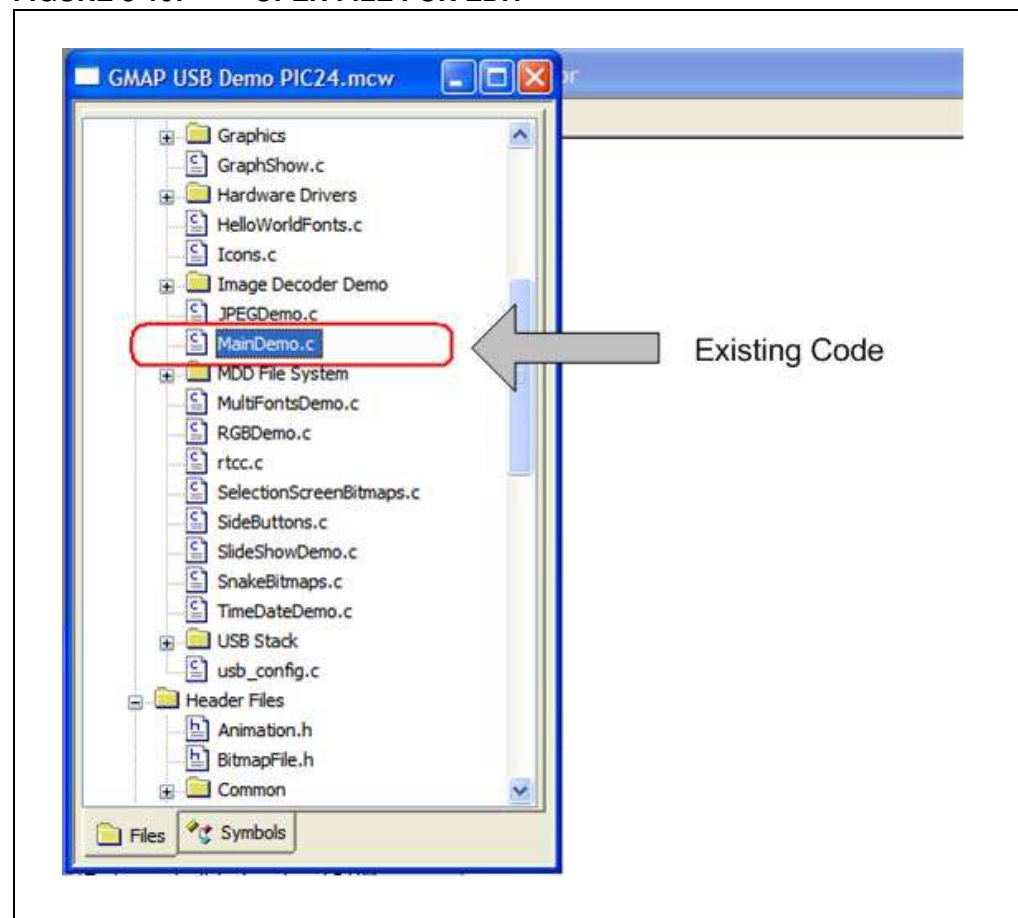 GMAP USB Demo PIC24.mcw
Graphics
GraphShow.c
Hardware Drivers
HelloWorldFonts.c
Icons.c
Image Decoder Demo
JPEGDemo.c
MainDemo.c
Existing Code
MDD File System
MultiFontsDemo.c
RGBDemo.c
rtcc.c
SelectionScreenBitmaps.c
SideButtons.c
SlideShowDemo.c
SnakeBitmaps.c
TimeDateDemo.c
USB Stack
usb_config.c
Header Files
Animation.h
BitmapFile.h
Common
Files
Symbols